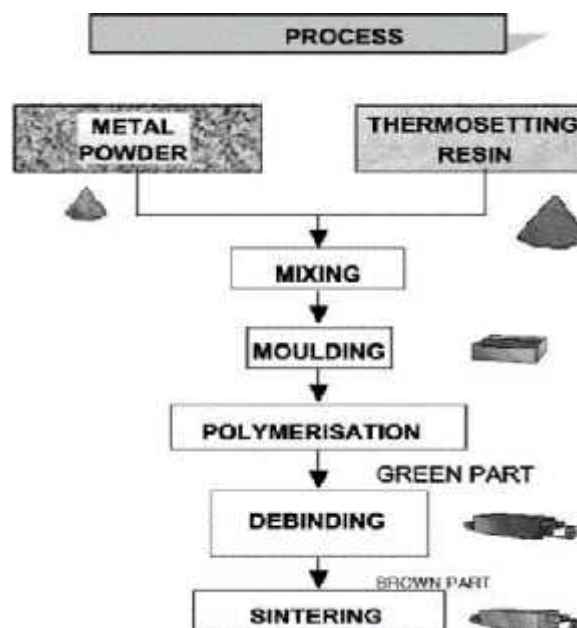 PROCESS
METAL
POWDER
THERMOSETTING
RESIN
MIXING
MOULDING
POLYMERISATION
GREEN PART
DEBINDING
BROWN PART
SINTERING